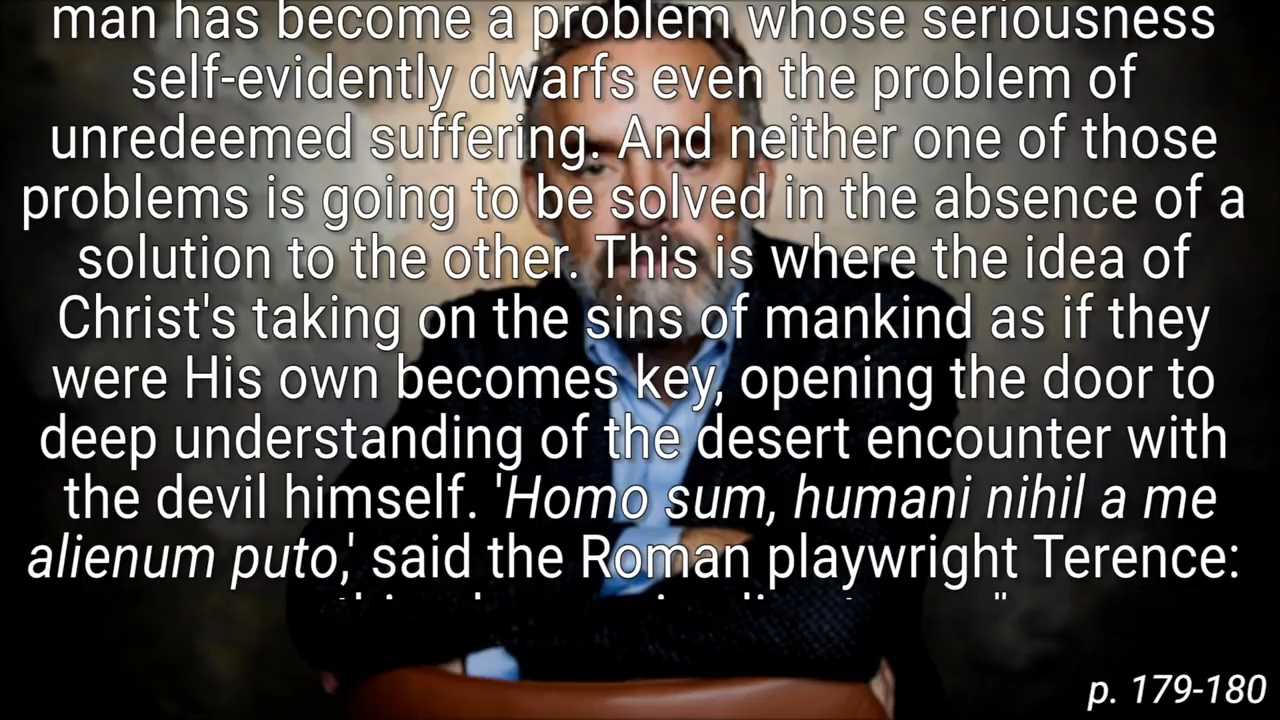 man has become a problem whose seriousness
self-evidently dwarfs even the problem of
unredeemed suffering. And neither one of those
problems is going to be solved in the absence of a
solution to the other. This is where the idea of
Christ's taking on the sins of mankind as if they
were His own becomes key, opening the door to
deep understanding of the desert encounter with
the devil himself. 'Homo sum, humani nihil a me
alienum puto,' said the Roman playwright Terence:
p. 179-180